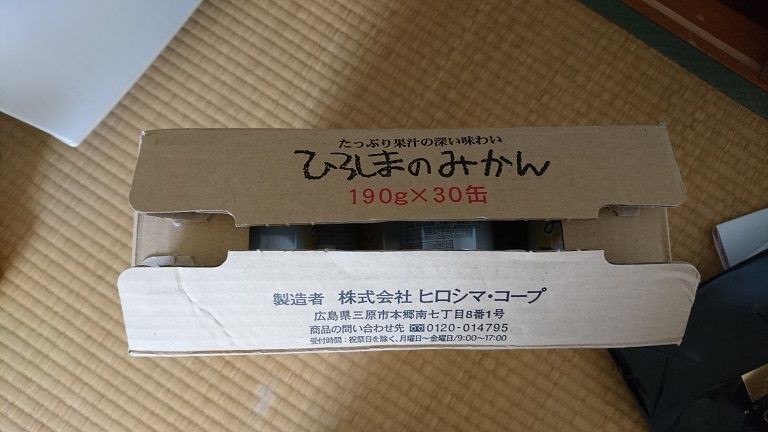 たっぷり果汁の深い味わい
ひろしまのみかん
190g×30缶
製造者 株式会社 ヒロシマ・コープ
広島県三原市本郷南七丁目8番1号
商品の問い合わせ先 0120-014795
受付時間：祝祭日を除く、月曜日～金曜日/9:00～17:00